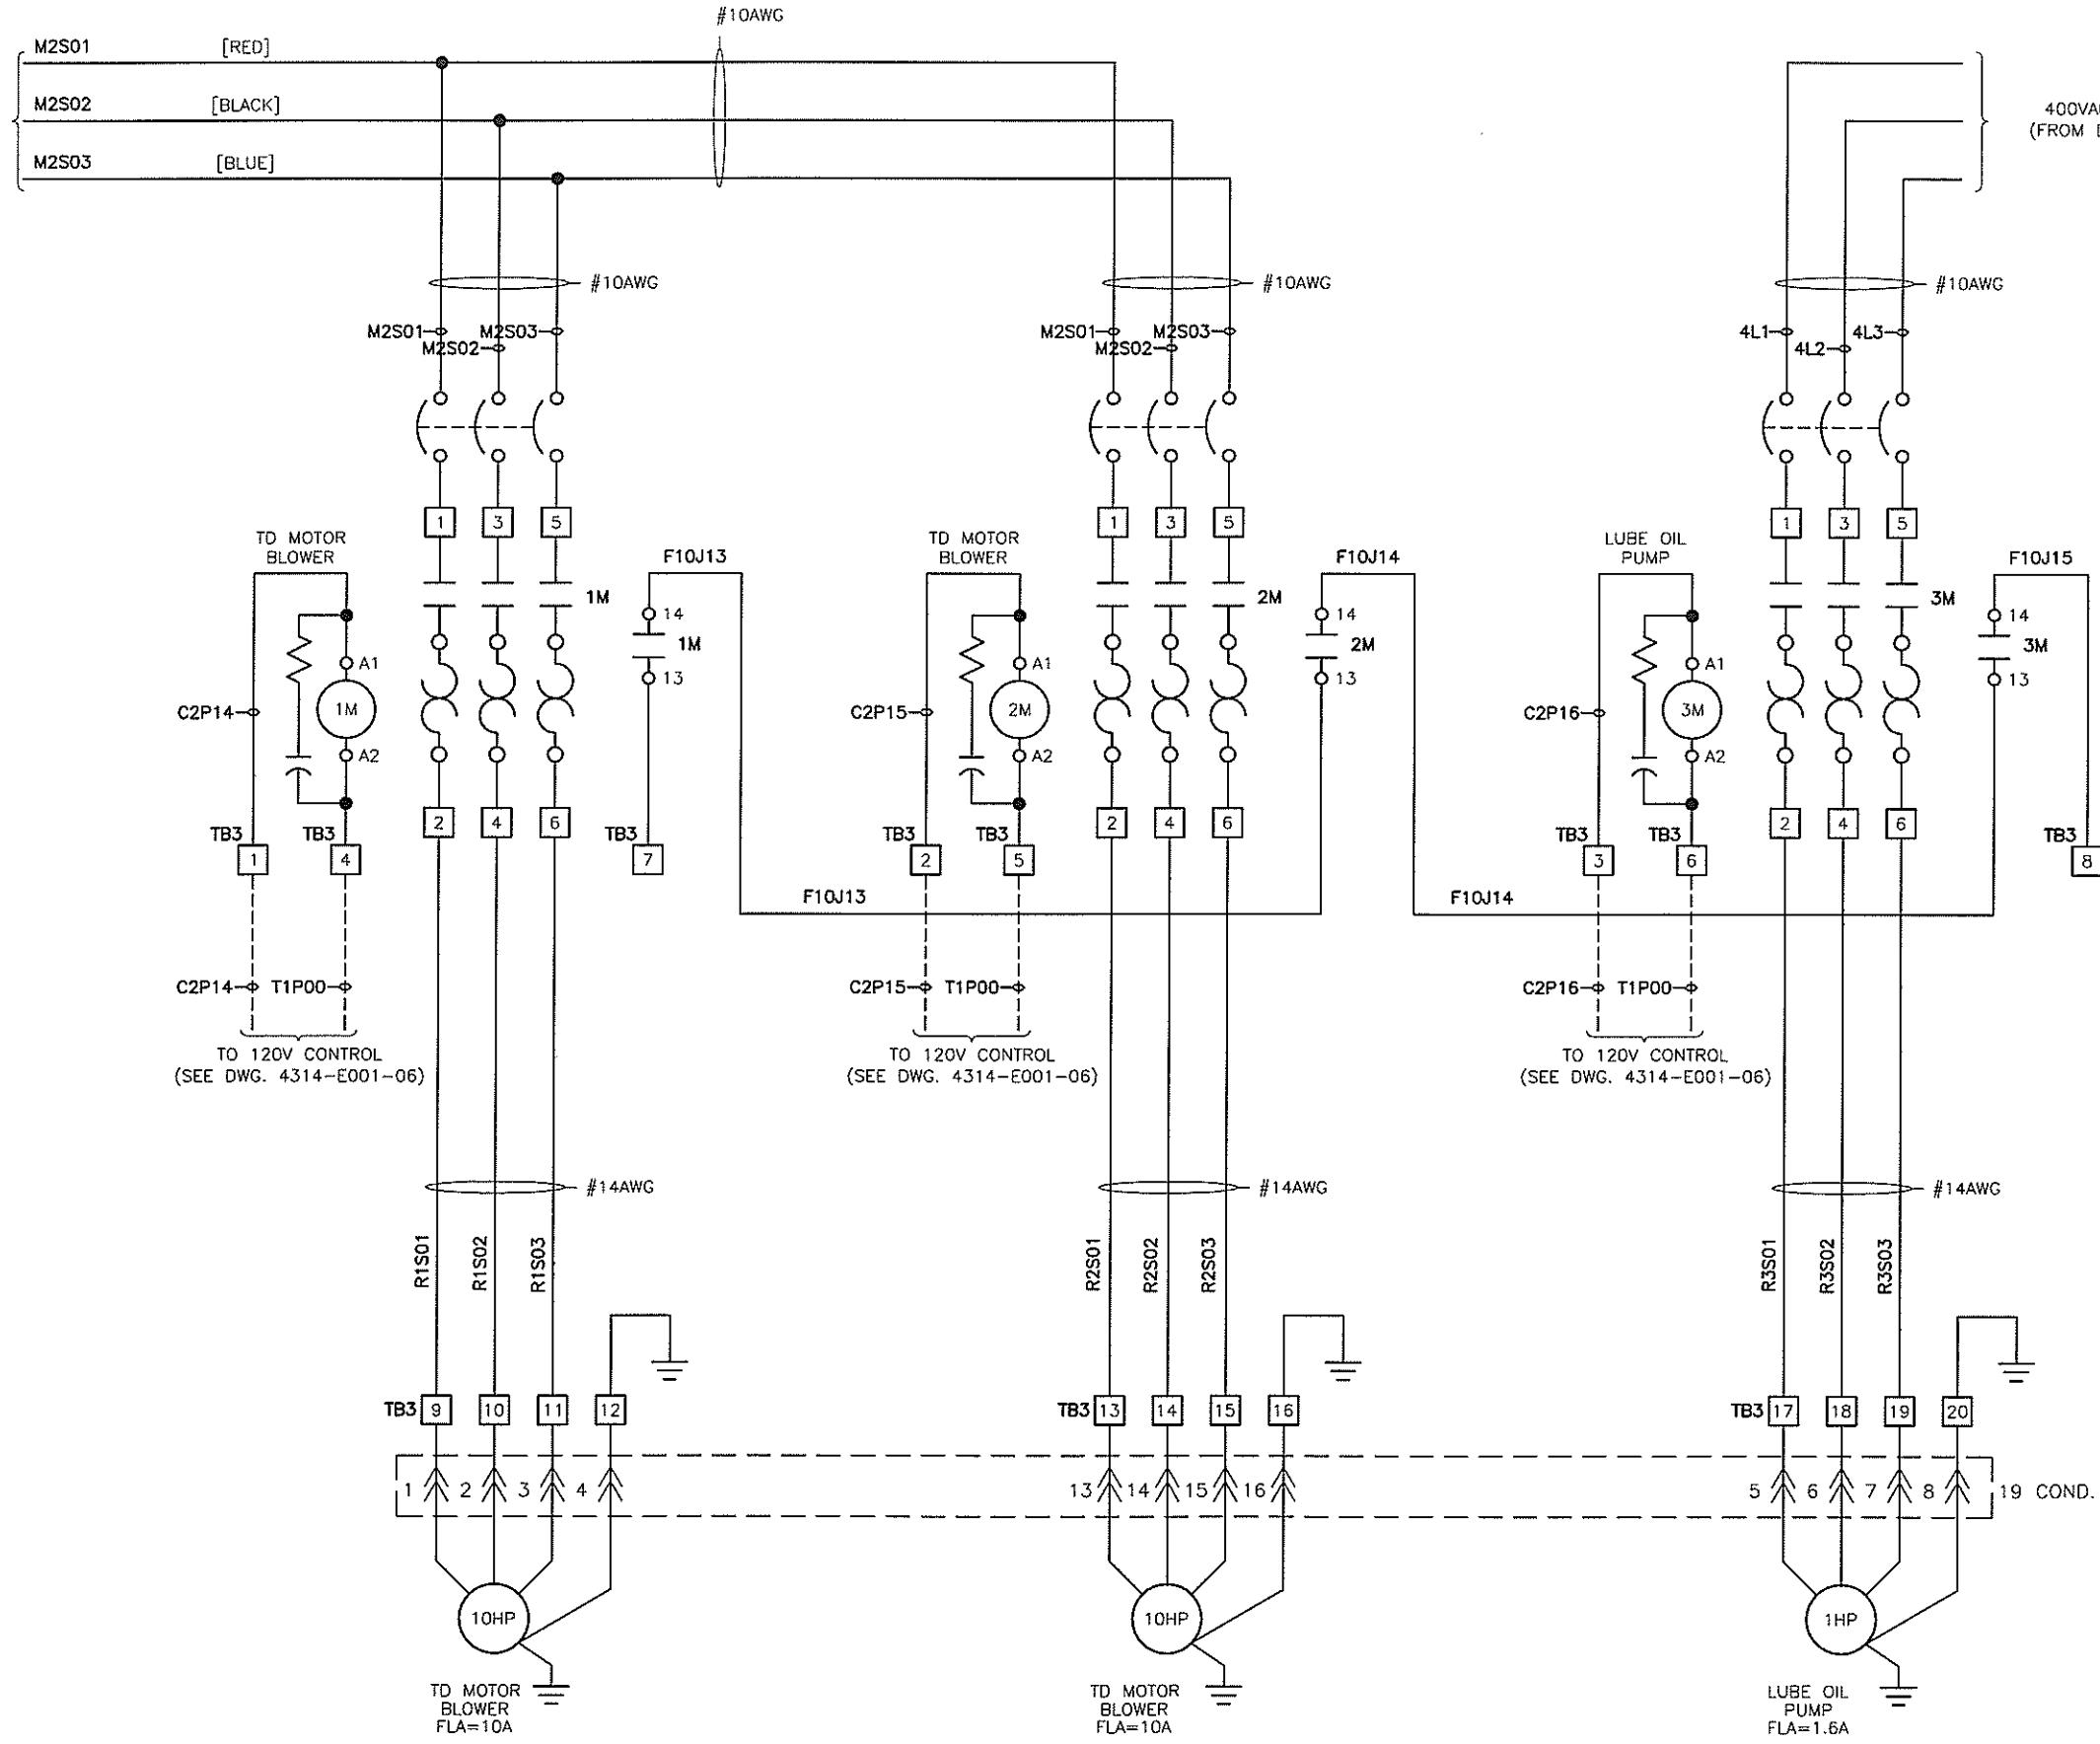 #10AWG
M2S01 [RED]
M2S02 [BLACK]
M2S03 [BLUE]
400VA
(FROM
#10AWG
#10AWG
#10AWG
M2S01 M2S03
M2S02
M2S01 M2S03
M2S02
4L1 4L3
4L2
1 3 5
1 3 5
1 3 5
TD MOTOR
BLOWER
F10J13
TD MOTOR
BLOWER
F10J14
LUBE OIL
PUMP
F10J15
1M
14
1M
13
2M
14
2M
13
3M
14
3M
13
A1
1M
A2
C2P14
A1
2M
A2
C2P15
A1
3M
A2
C2P16
2 4 6
2 4 6
2 4 6
TB3 TB3 TB3
1 4 7
TB3 TB3
2 5
TB3 TB3 TB3
3 6 8
F10J13
F10J14
C2P14 T1P00
C2P15 T1P00
C2P16 T1P00
TO 120V CONTROL
(SEE DWG. 4314-E001-06)
TO 120V CONTROL
(SEE DWG. 4314-E001-06)
TO 120V CONTROL
(SEE DWG. 4314-E001-06)
#14AWG
#14AWG
#14AWG
R1S01
R1S02
R1S03
R2S01
R2S02
R2S03
R3S01
R3S02
R3S03
TB3 9 10 11 12
TB3 13 14 15 16
TB3 17 18 19 20
1 2 3 4
13 14 15 16
5 6 7 8
19 COND.
10HP
10HP
1HP
TD MOTOR
BLOWER
FLA=10A
TD MOTOR
BLOWER
FLA=10A
LUBE OIL
PUMP
FLA=1.6A